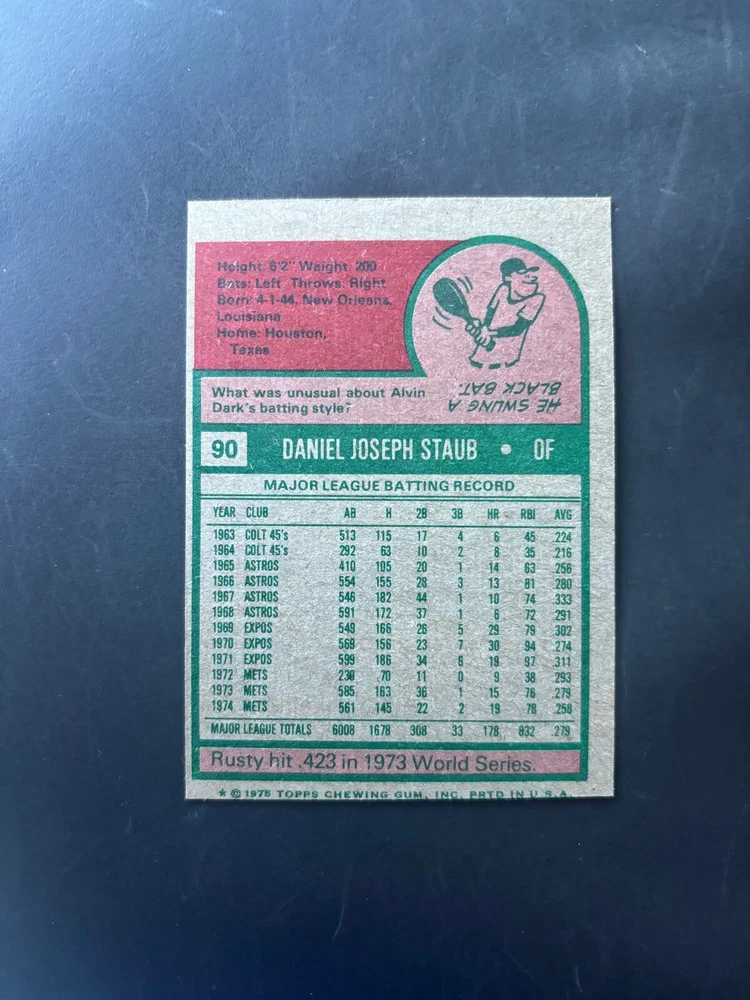 Height: 6'2" Weight: 200
Bats: Left Throws: Right
Born: 4-1-44, New Orleans,
Louisiana
Home: Houston,
Texas
What was unusual about Alvin
Dark's batting style?
HE SWUNG A
BLACK BAT.
90 DANIEL JOSEPH STAUB • OF
MAJOR LEAGUE BATTING RECORD
YEAR CLUB AB H 2B 3B HR RBI AVG
1963 COLT 45's 513 115 17 4 6 45 .224
1964 COLT 45's 292 63 10 2 8 35 .216
1965 ASTROS 410 105 20 1 14 63 .256
1966 ASTROS 554 155 28 3 13 81 .280
1967 ASTROS 546 182 44 1 10 74 .333
1968 ASTROS 591 172 37 1 6 72 .291
1969 EXPOS 549 166 26 5 29 79 .302
1970 EXPOS 569 156 23 7 30 94 .274
1971 EXPOS 599 186 34 6 19 97 .311
1972 METS 239 70 11 0 9 38 .293
1973 METS 585 163 36 1 15 76 .279
1974 METS 561 145 22 2 19 78 .258
MAJOR LEAGUE TOTALS 6008 1678 308 33 178 832 .279
Rusty hit .423 in 1973 World Series.
* © 1975 TOPPS CHEWING GUM, INC. PRTD IN U.S.A.